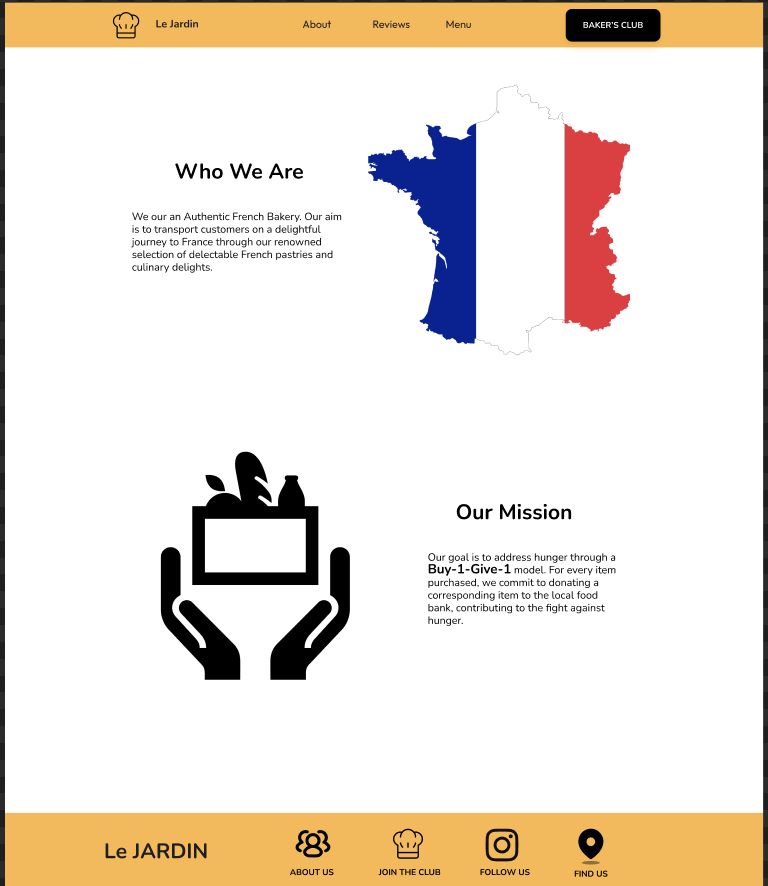 Le Jardin
About
Reviews
Menu
BAKER'S CLUB
Who We Are
We our an Authentic French Bakery. Our aim
is to transport customers on a delightful
journey to France through our renowned
selection of delectable French pastries and
culinary delights.
Our Mission
Our goal is to address hunger through a
Buy-1-Give-1 model. For every item
purchased, we commit to donating a
corresponding item to the local food
bank, contributing to the fight against
hunger.
Le JARDIN
ABOUT US
JOIN THE CLUB
FOLLOW US
FIND US